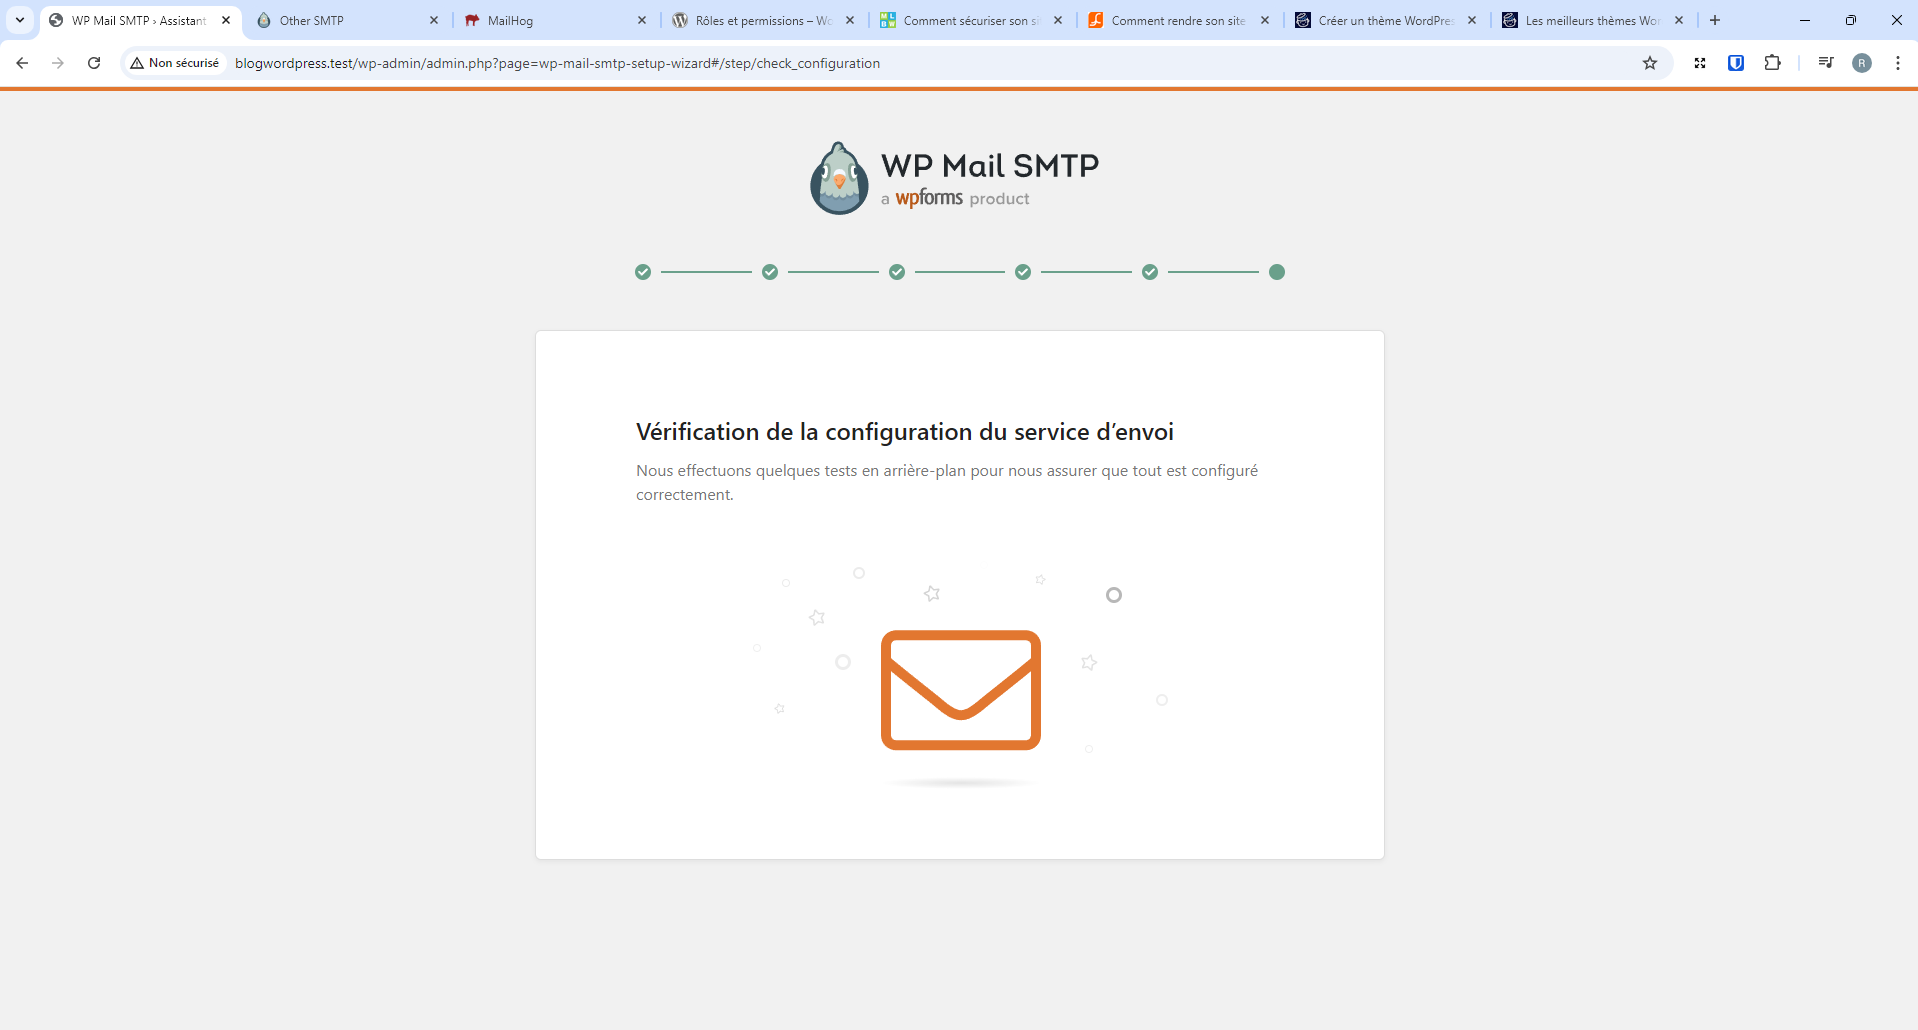 WP Mail SMTP › Assistant
Other SMTP
MailHog
Rôles et permissions – Wo
Comment sécuriser son si
Comment rendre son site
Créer un thème WordPres
Les meilleurs thèmes Wor
Non sécurisé
blogwordpress.test/wp-admin/admin.php?page=wp-mail-smtp-setup-wizard#/step/check_configuration
R
WP Mail SMTP
a wpforms product
Vérification de la configuration du service d’envoi
Nous effectuons quelques tests en arrière-plan pour nous assurer que tout est configuré
correctement.